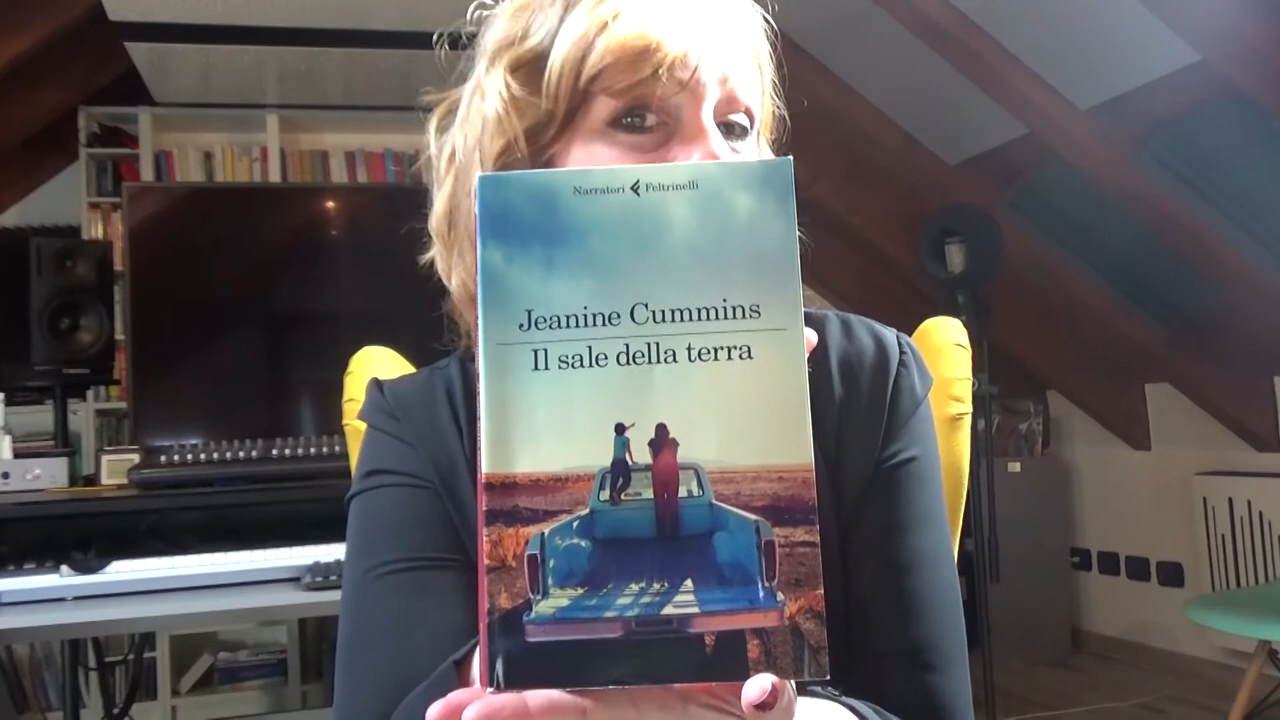 Narratori Feltrinelli
Jeanine Cummins
Il sale della terra